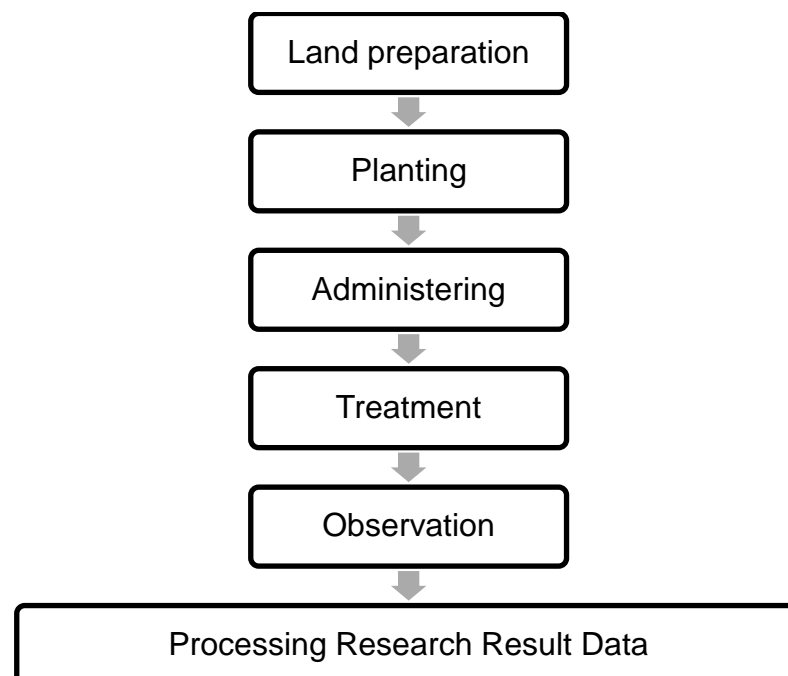 Land preparation
Planting
Administering
Treatment
Observation
Processing Research Result Data